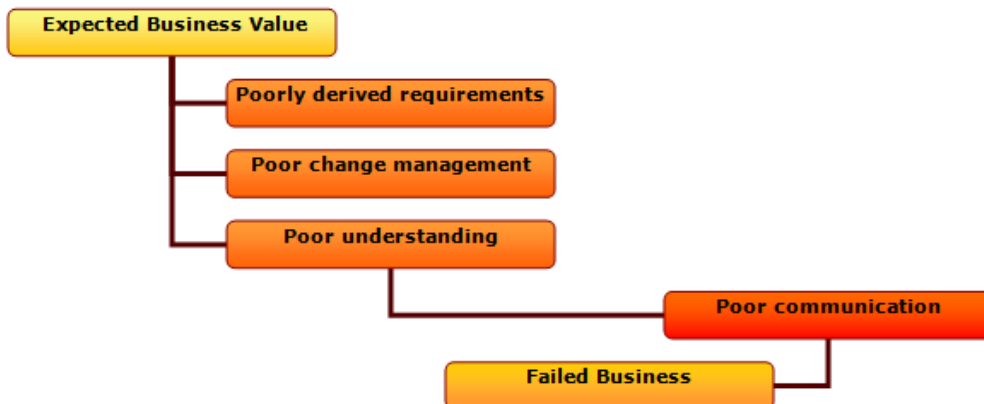 Expected Business Value
Poorly derived requirements
Poor change management
Poor understanding
Poor communication
Failed Business